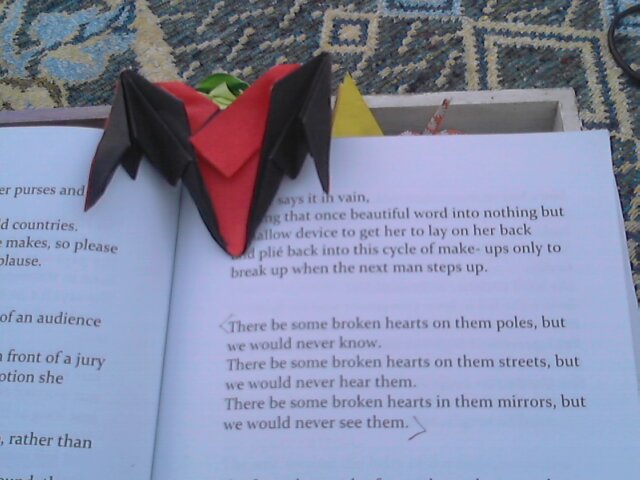 er purses and
d countries.
e makes, so please
plause.
of an audience
n front of a jury
otion she
, rather than
says it in vain,
ng that once beautiful word into nothing but
allow device to get her to lay on her back
nd plié back into this cycle of make- ups only to
break up when the next man steps up.
There be some broken hearts on them poles, but
we would never know.
There be some broken hearts on them streets, but
we would never hear them.
There be some broken hearts in them mirrors, but
we would never see them.